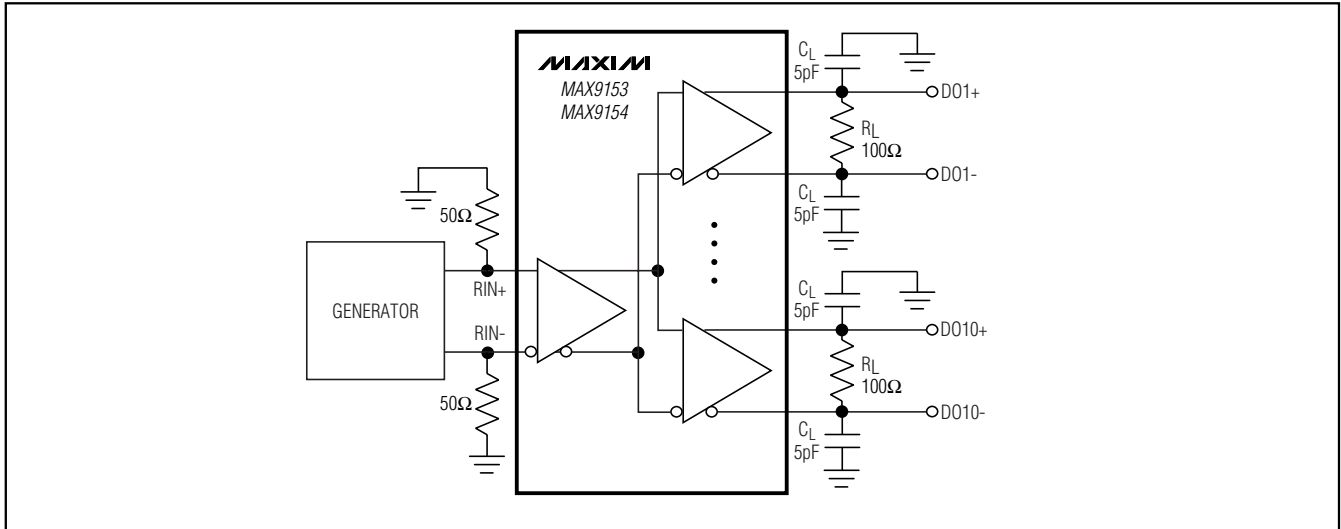 MAXIM
MAX9153
MAX9154
GENERATOR
50Ω
RIN+
RIN-
50Ω
CL
5pF
DO1+
RL
100Ω
DO1-
CL
5pF
CL
5pF
DO10+
RL
100Ω
DO10-
CL
5pF